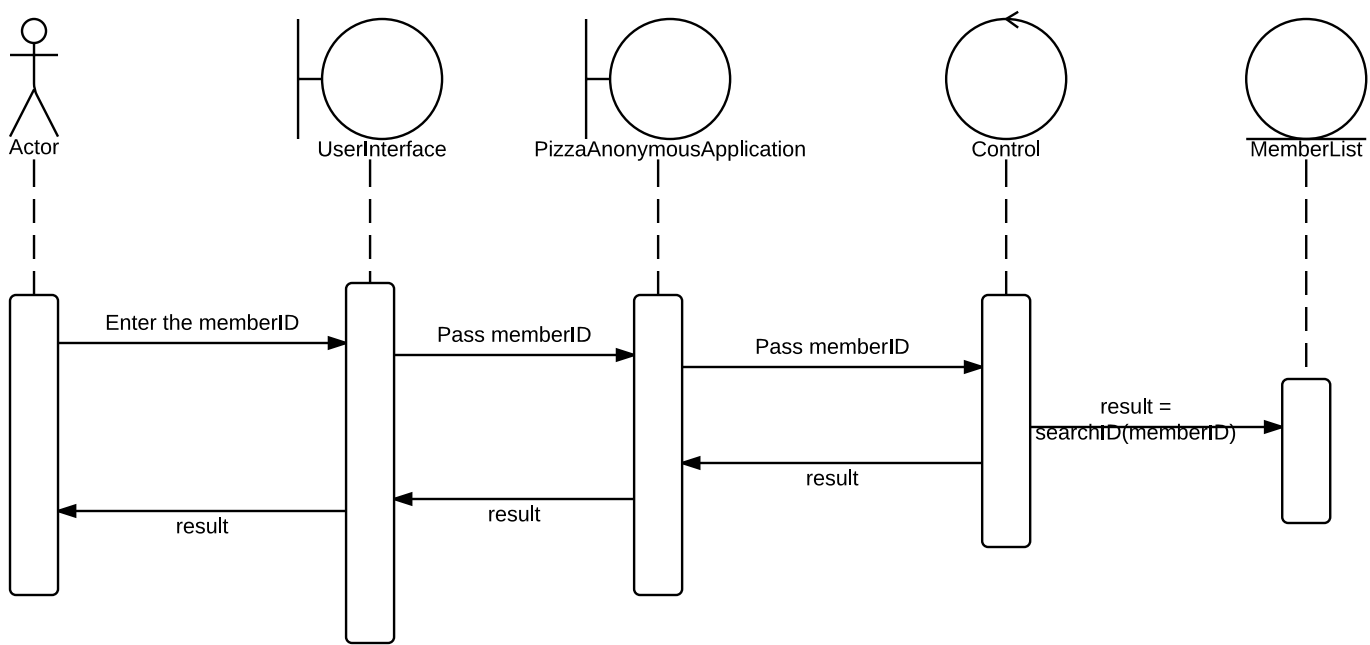 Actor
UserInterface
PizzaAnonymousApplication
Control
MemberList
Enter the memberID
Pass memberID
Pass memberID
result =
searchID(memberID)
result
result
result